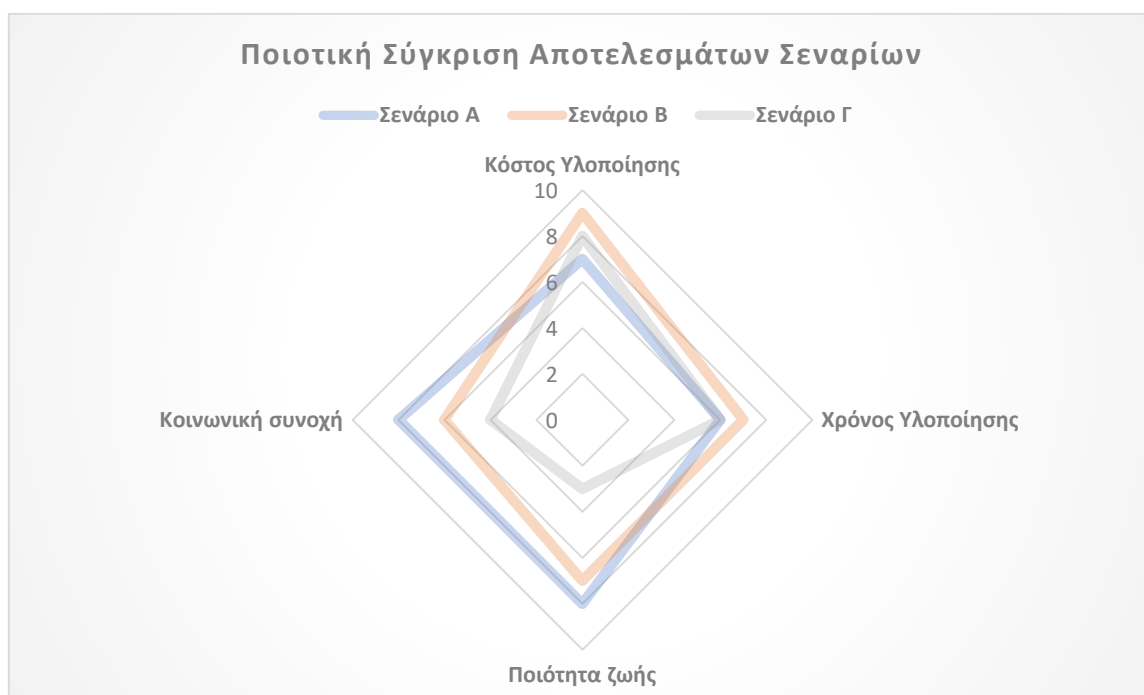 Ποιοτική Σύγκριση Αποτελεσμάτων Σεναρίων
Σενάριο Α Σενάριο Β Σενάριο Γ
Κόστος Υλοποίησης
10
8
6
4
2
0
Κοινωνική συνοχή
Χρόνος Υλοποίησης
Ποιότητα ζωής